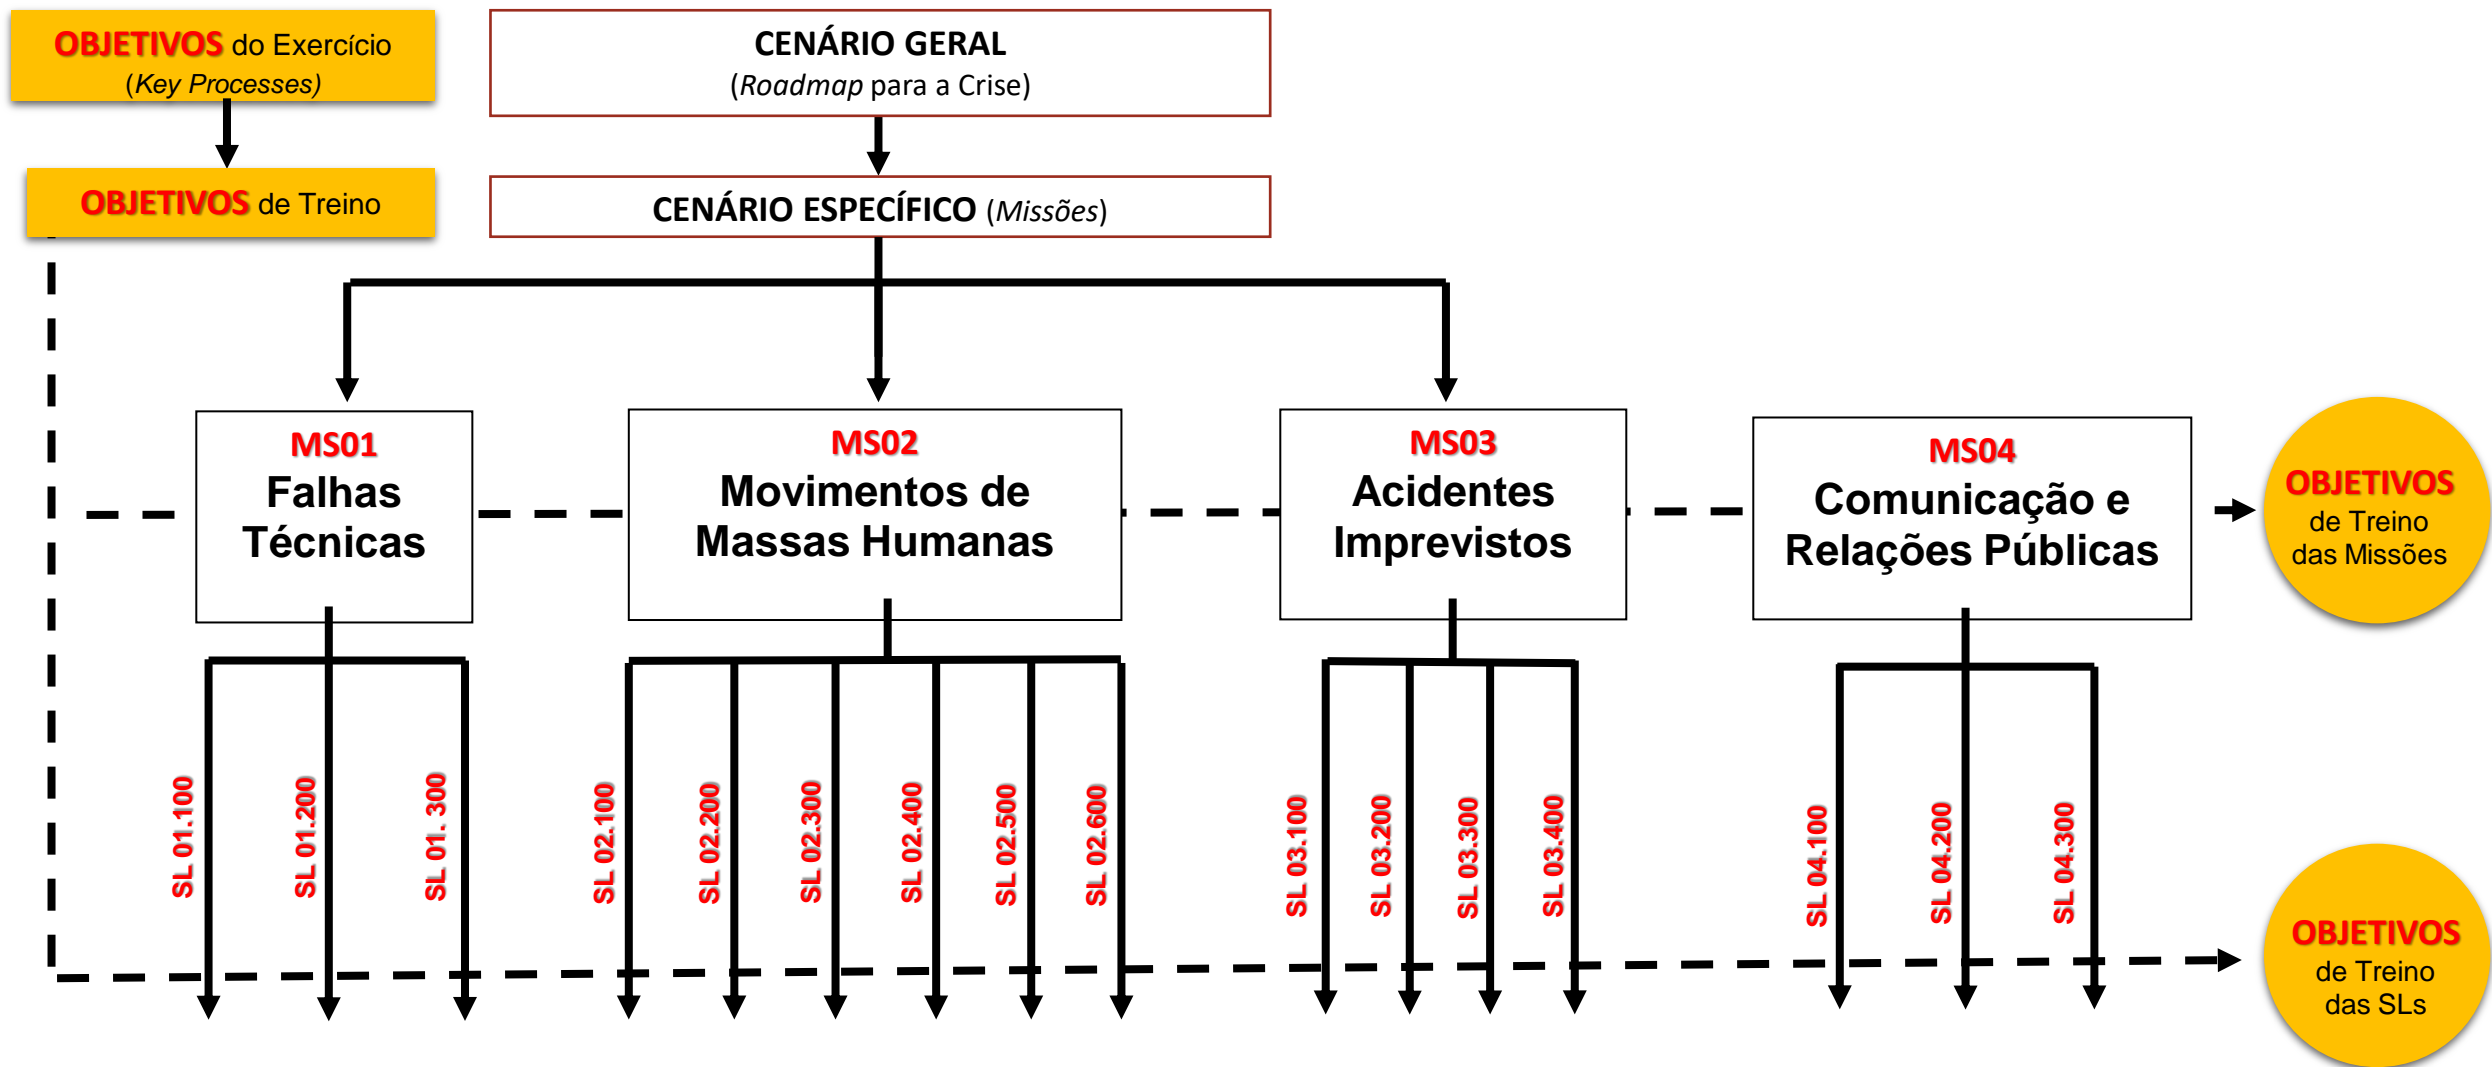 OBJETIVOS do Exercício
(Key Processes)
CENÁRIO GERAL
(Roadmap para a Crise)
OBJETIVOS de Treino
CENÁRIO ESPECÍFICO (Missões)
MS01
Falhas
Técnicas
MS02
Movimentos de
Massas Humanas
MS03
Acidentes
Imprevistos
MS04
Comunicação e
Relações Públicas
OBJETIVOS
de Treino
das Missões
SL 01.100
SL 01.200
SL 01. 300
SL 02.100
SL 02.200
SL 02.300
SL 02.400
SL 02.500
SL 02.600
SL 03.100
SL 03.200
SL 03.300
SL 03.400
SL 04.100
SL 04.200
SL 04.300
OBJETIVOS
de Treino
das SLs